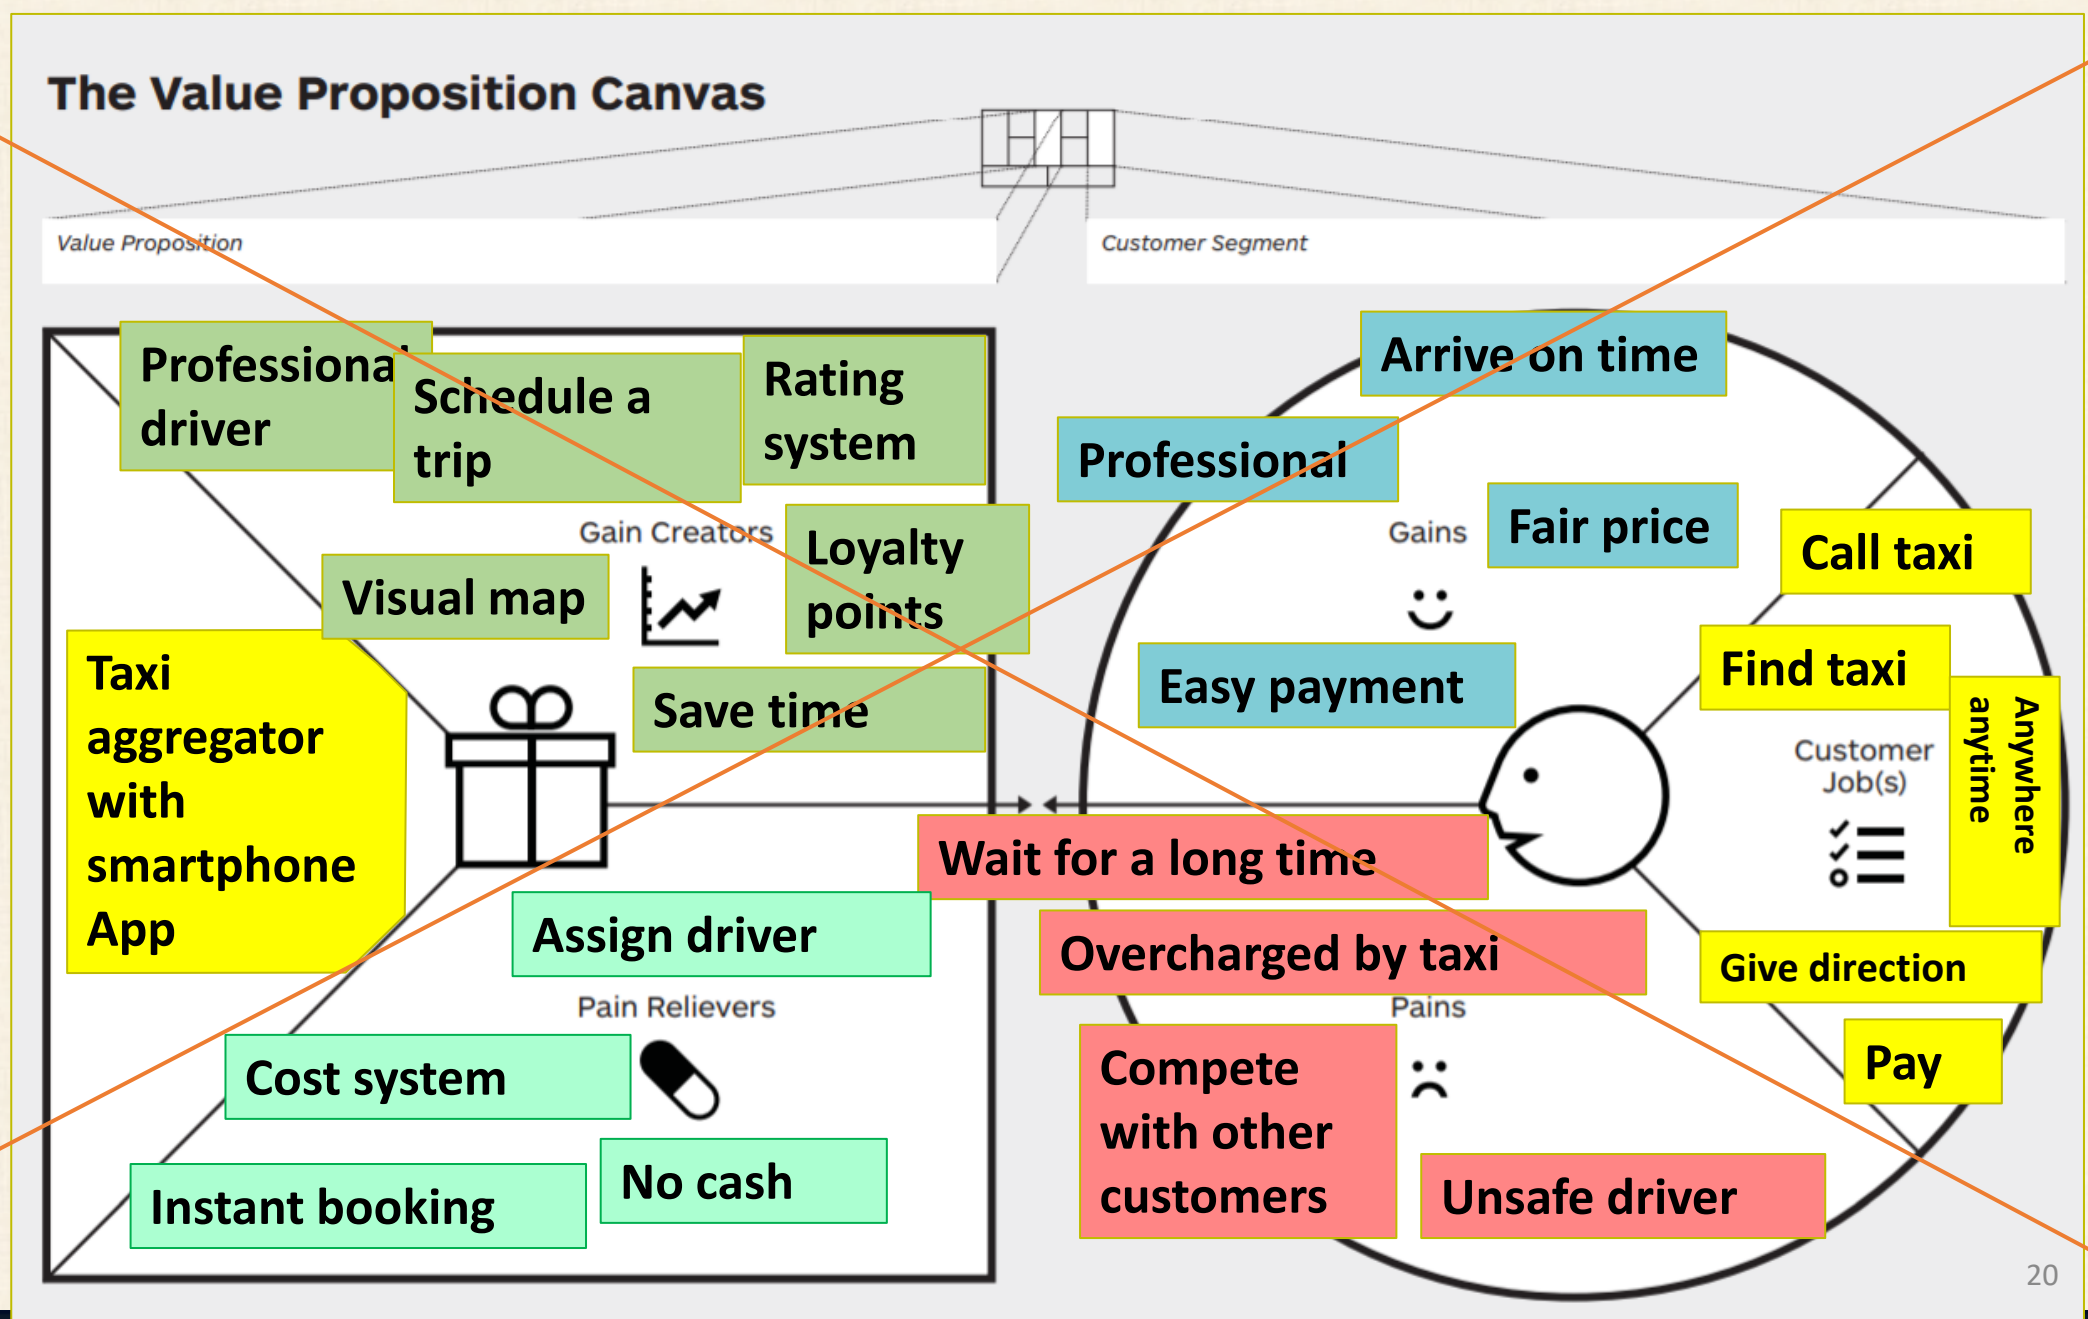 The Value Proposition Canvas
Value Proposition
Customer Segment
Professional
driver
Schedule a
trip
Rating
system
Gain Creators
Loyalty
points
Visual map
Save time
Taxi
aggregator
with
smartphone
App
Assign driver
Pain Relievers
Cost system
No cash
Instant booking
Arrive on time
Professional
Fair price
Gains
Easy payment
Call taxi
Find taxi
Anywhere
anytime
Customer
Job(s)
Give direction
Pay
Wait for a long time
Overcharged by taxi
Pains
Compete
with other
customers
Unsafe driver
20